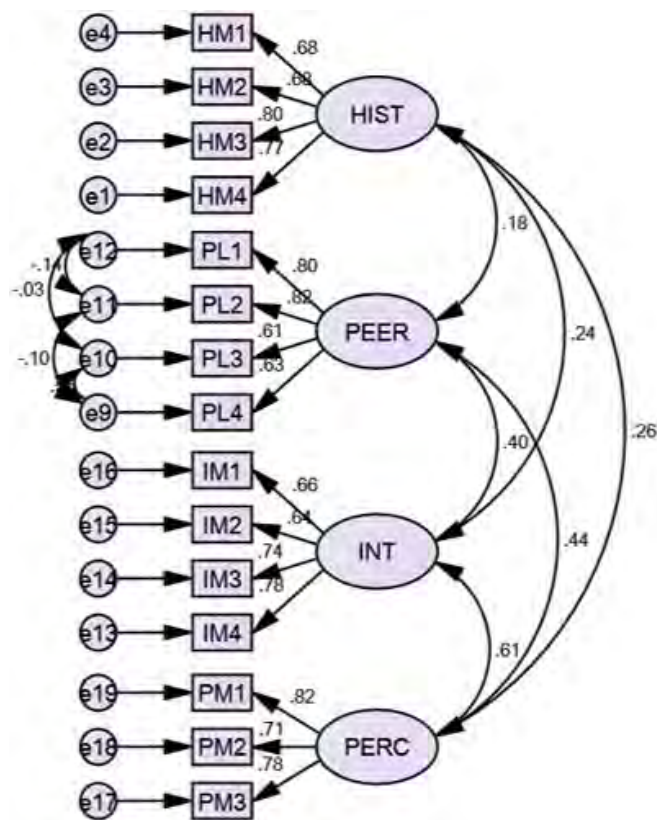 e4 HM1 .68
e3 HM2 .68 HIST
e2 HM3 .80
e1 HM4 .77
e12 PL1 .80 .18
-.14
-.03 e11 PL2 .82 PEER .24
e10 PL3 .61
-.10 .63
e9 PL4 .40 .26
e16 IM1 .66
e15 IM2 .64 INT .44
e14 IM3 .74
e13 IM4 .78
.61
e19 PM1 .82
e18 PM2 .71 PERC
e17 PM3 .78